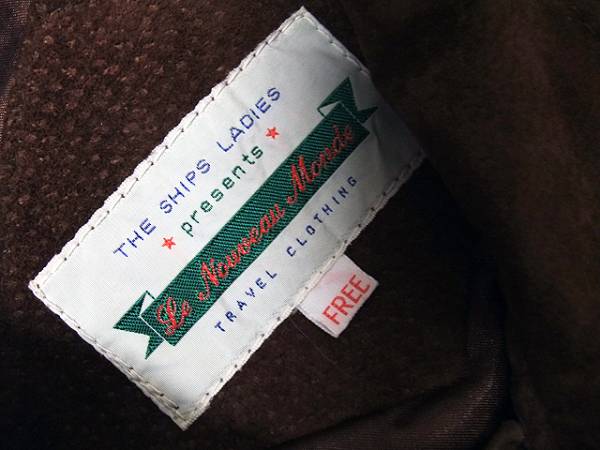 THE SHIPS LADIES
★ presents ★
Le Nouveau Monde
TRAVEL CLOTHING
FREE